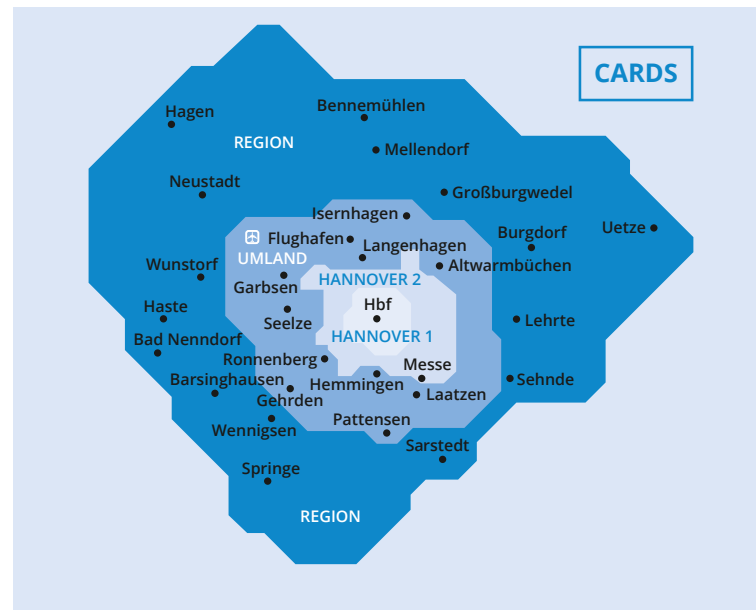 CARDS
Hagen
Bennemühlen
REGION
Mellendorf
Neustadt
Großburgwedel
Isernhagen
Uetze
Burgdorf
Flughafen
Langenhagen
UMLAND
Altwarmbüchen
Wunstorf
HANNOVER 2
Garbsen
Hbf
Haste
Seelze
Lehrte
HANNOVER 1
Bad Nenndorf
Ronnenberg
Messe
Barsinghausen
Hemmingen
Sehnde
Gehrden
Laatzen
Pattensen
Wennigsen
Sarstedt
Springe
REGION